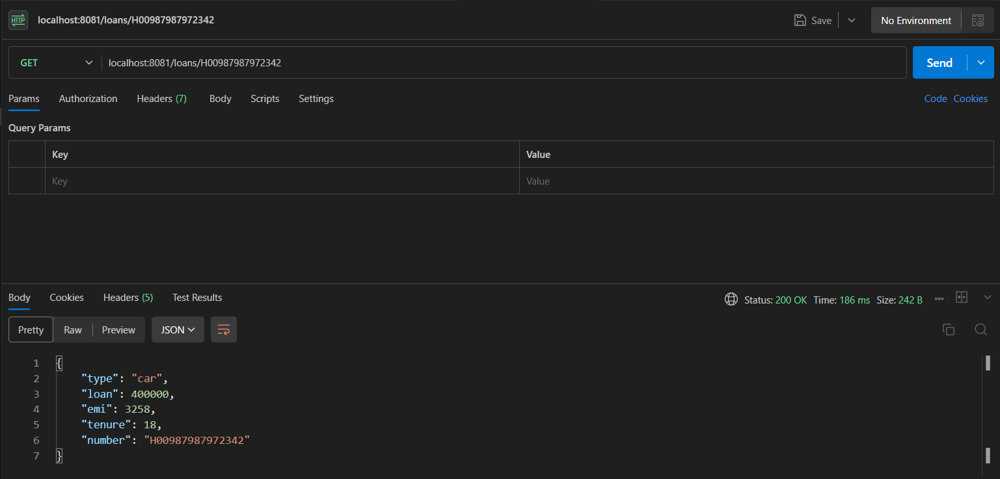 HTTP localhost:8081/loans/H00987987972342 Save No Environment
GET localhost:8081/loans/H00987987972342 Send
Params Authorization Headers (7) Body Scripts Settings Code Cookies
Query Params
Key Value
Key Value
Body Cookies Headers (5) Test Results Status: 200 OK Time: 186 ms Size: 242 B
Pretty Raw Preview JSON
1 {
2 "type": "car",
3 "loan": 400000,
4 "emi": 3258,
5 "tenure": 18,
6 "number": "H00987987972342"
7 }